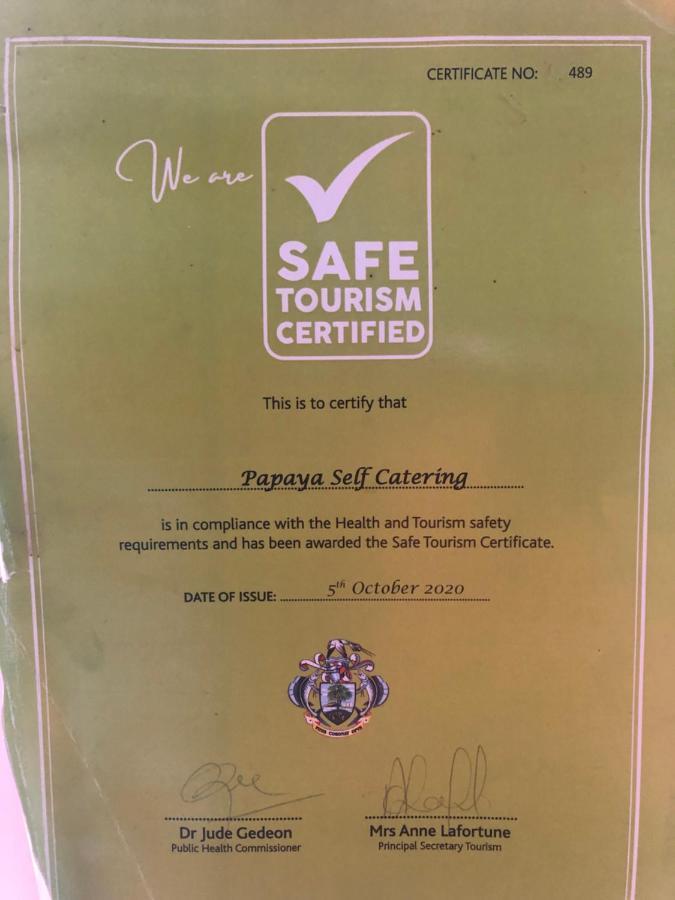 CERTIFICATE NO: 489
We are
SAFE
TOURISM
CERTIFIED
This is to certify that
Papaya Self Catering
is in compliance with the Health and Tourism safety
requirements and has been awarded the Safe Tourism Certificate.
DATE OF ISSUE: 5th October 2020
Dr Jude Gedeon
Public Health Commissioner
Mrs Anne Lafortune
Principal Secretary Tourism